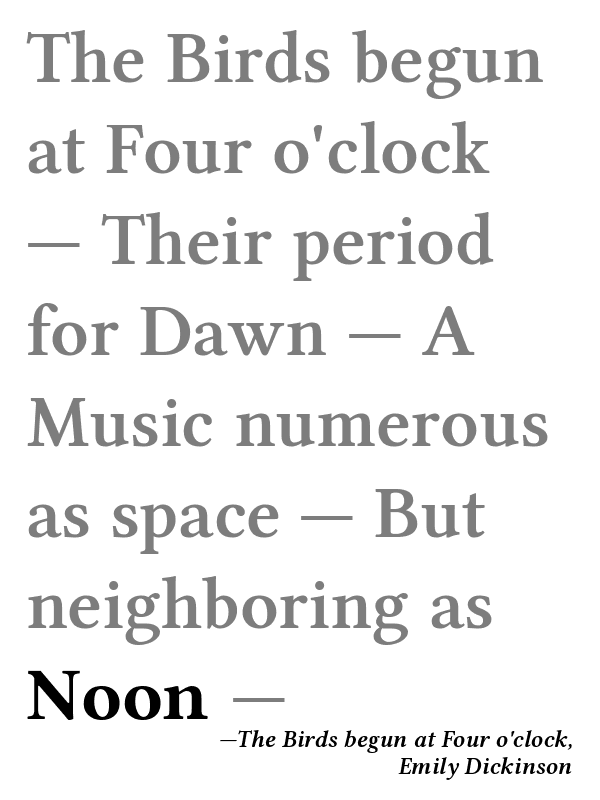 The Birds begun
at Four o'clock
— Their period
for Dawn — A
Music numerous
as space — But
neighboring as
Noon —
—The Birds begun at Four o'clock,
Emily Dickinson